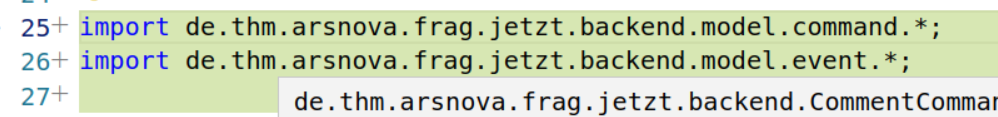 25+ import de.thm.arsnova.frag.jetzt.backend.model.command.*;
26+ import de.thm.arsnova.frag.jetzt.backend.model.event.*;
27+
de.thm.arsnova.frag.jetzt.backend.CommentComma